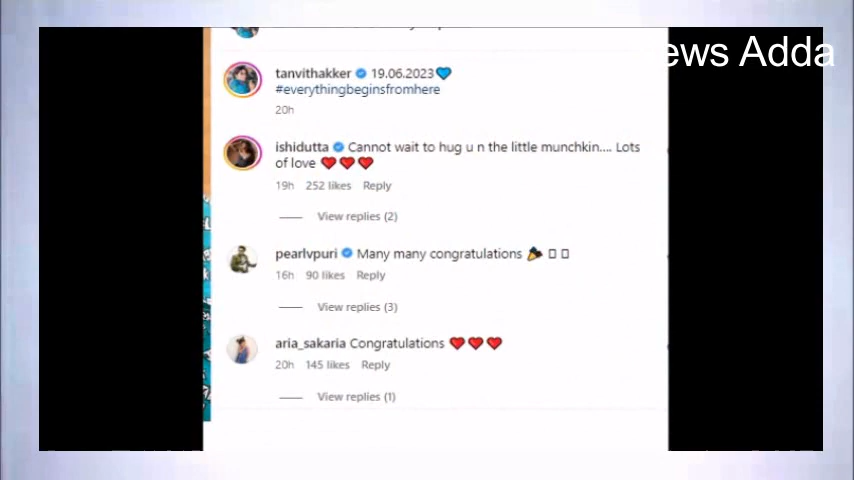 ews Adda
tanvithakker 19.06.2023💙
#everythingbeginsfromhere
20h
ishidutta Cannot wait to hug u n the little munchkin.... Lots
of love ❤️❤️❤️
19h 252 likes Reply
View replies (2)
pearlvpuri Many many congratulations 🎉 ▯ ▯
16h 90 likes Reply
View replies (3)
aria_sakaria Congratulations ❤️❤️❤️
20h 145 likes Reply
View replies (1)